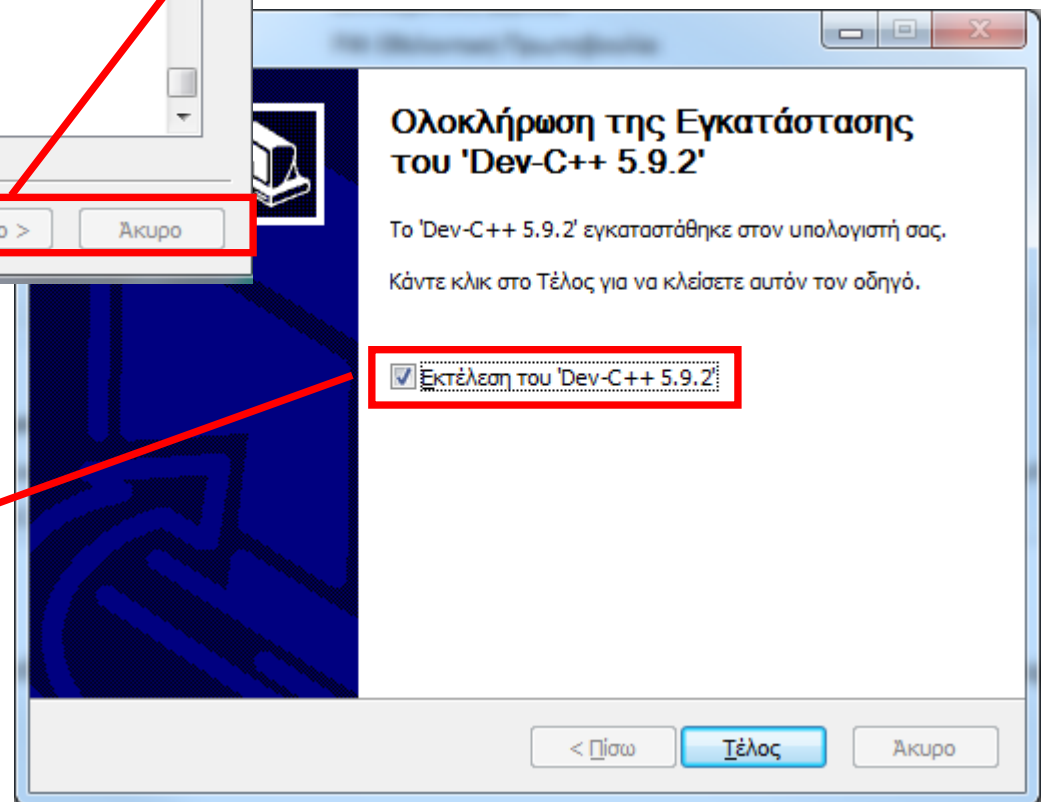 Ολοκλήρωση της Εγκατάστασης
του 'Dev-C++ 5.9.2'
Το 'Dev-C++ 5.9.2' εγκαταστάθηκε στον υπολογιστή σας.
Κάντε κλικ στο Τέλος για να κλείσετε αυτόν τον οδηγό.
Εκτέλεση του 'Dev-C++ 5.9.2'
ο > Άκυρο
< Πίσω Τέλος Άκυρο